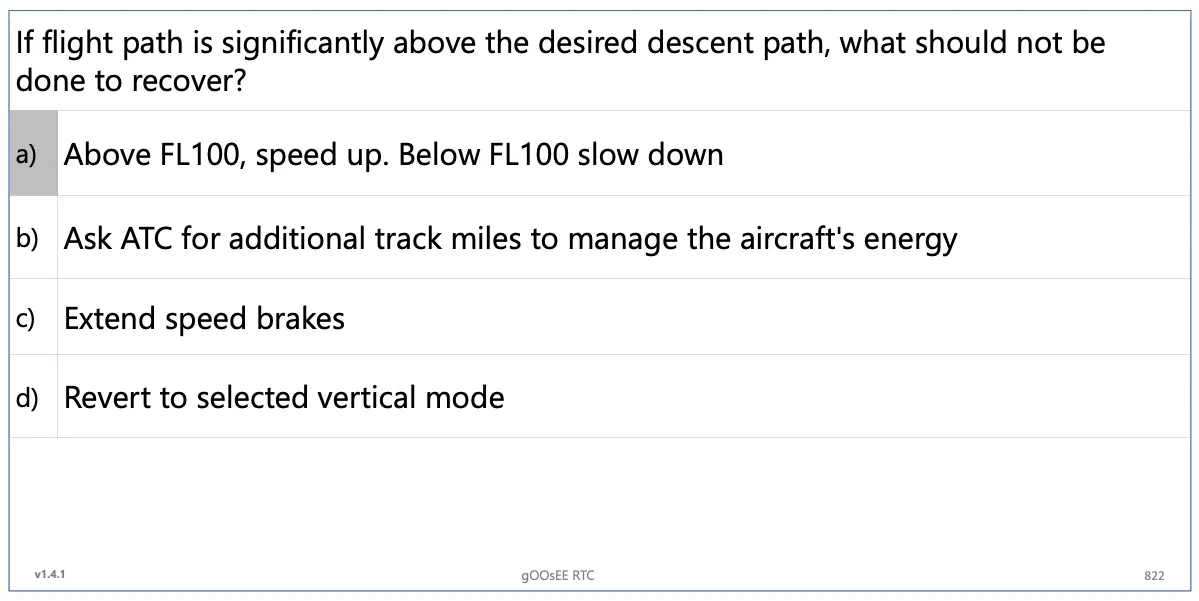 If flight path is significantly above the desired descent path, what should not be
done to recover?
a) Above FL100, speed up. Below FL100 slow down
b) Ask ATC for additional track miles to manage the aircraft's energy
c) Extend speed brakes
d) Revert to selected vertical mode
v1.4.1 gOOsEE RTC 822